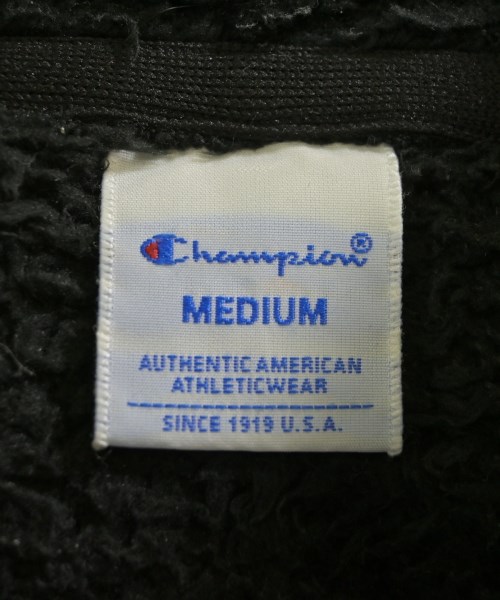 Champion®
MEDIUM
AUTHENTIC AMERICAN
ATHLETICWEAR
SINCE 1919 U.S.A.